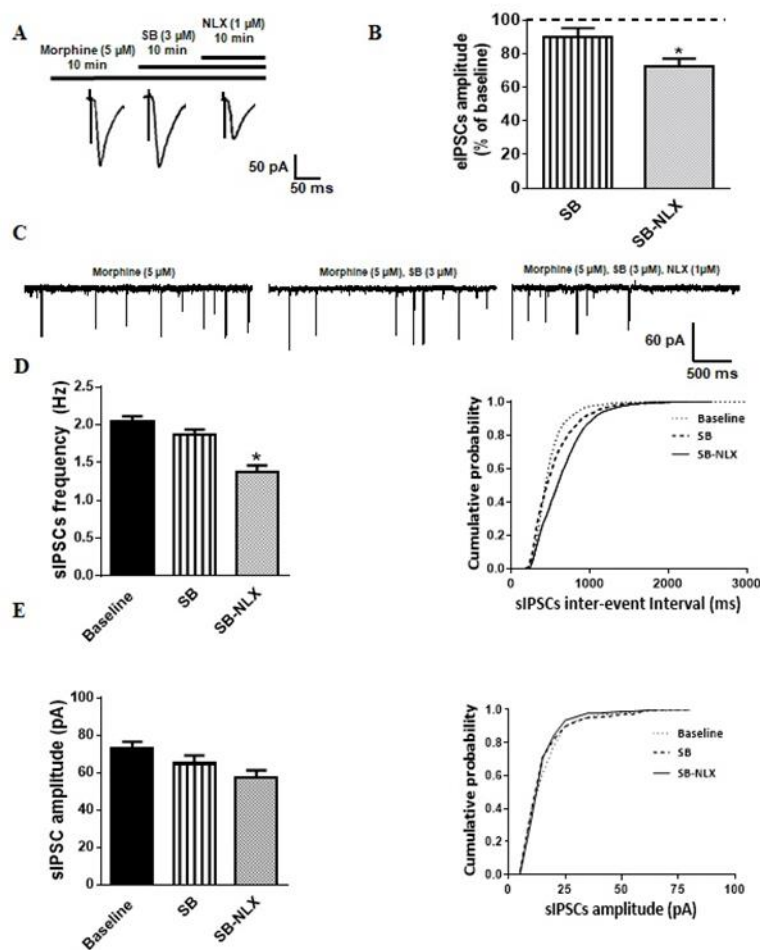 A
NLX (1 µM)
10 min
SB (3 µM)
10 min
Morphine (5 µM)
10 min
50 pA
50 ms
B
eIPSCs amplitude
(% of baseline)
100
80
60
40
20
0
*
SB
SB-NLX
C
Morphine (5 µM)
Morphine (5 µM), SB (3 µM)
Morphine (5 µM), SB (3 µM), NLX (1µM)
60 pA
500 ms
D
sIPSCs frequency (Hz)
2.5
2.0
1.5
1.0
0.5
0.0
*
Baseline
SB
SB-NLX
Cumulative probability
1.0
0.8
0.6
0.4
0.2
0.0
Baseline
SB
SB-NLX
0 1000 2000 3000
sIPSCs inter-event Interval (ms)
E
sIPSC amplitude (pA)
100
80
60
40
20
0
Baseline
SB
SB-NLX
Cumulative probability
1.0
0.8
0.6
0.4
0.2
0.0
Baseline
SB
SB-NLX
0 25 50 75 100
sIPSCs amplitude (pA)